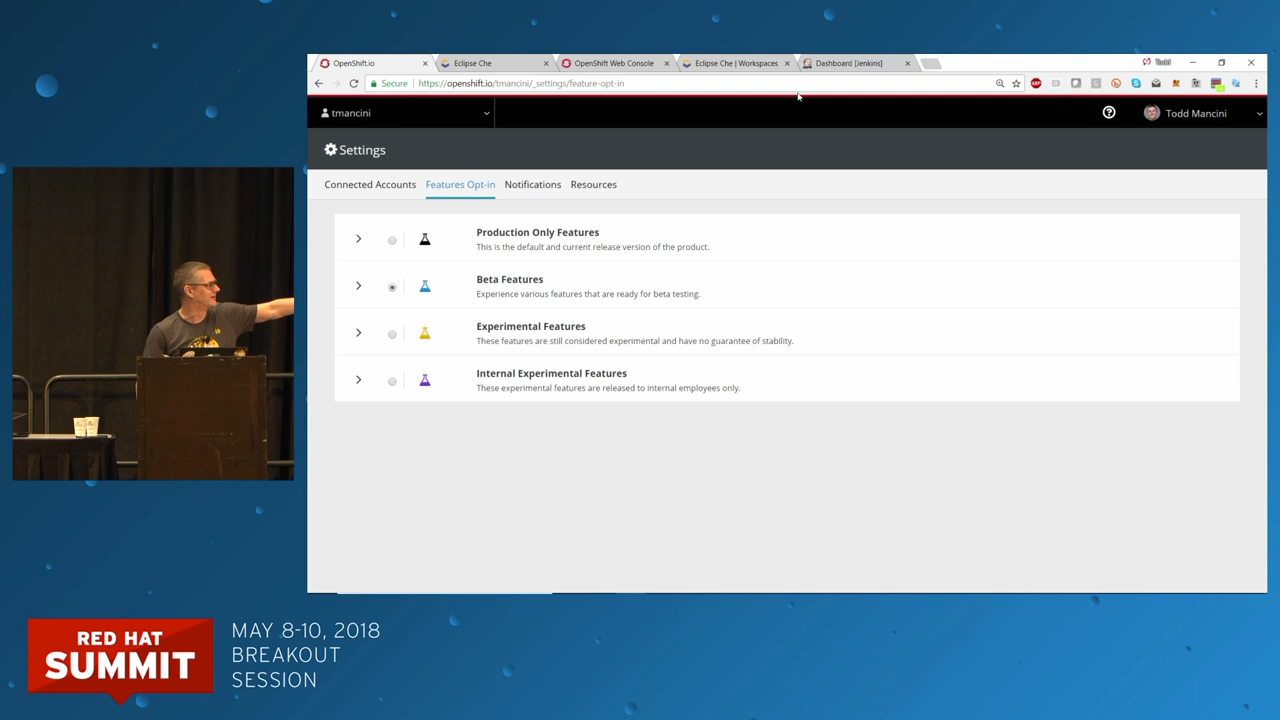 OpenShift.io
Eclipse Che
OpenShift Web Console
Eclipse Che | Workspaces
Dashboard [Jenkins]
Todd
Secure
https://openshift.io/tmancini/_settings/feature-opt-in
tmancini
Todd Mancini
Settings
Connected Accounts
Features Opt-in
Notifications
Resources
Production Only Features
This is the default and current release version of the product.
Beta Features
Experience various features that are ready for beta testing.
Experimental Features
These features are still considered experimental and have no guarantee of stability.
Internal Experimental Features
These experimental features are released to internal employees only.
RED HAT
SUMMIT
MAY 8-10, 2018
BREAKOUT
SESSION